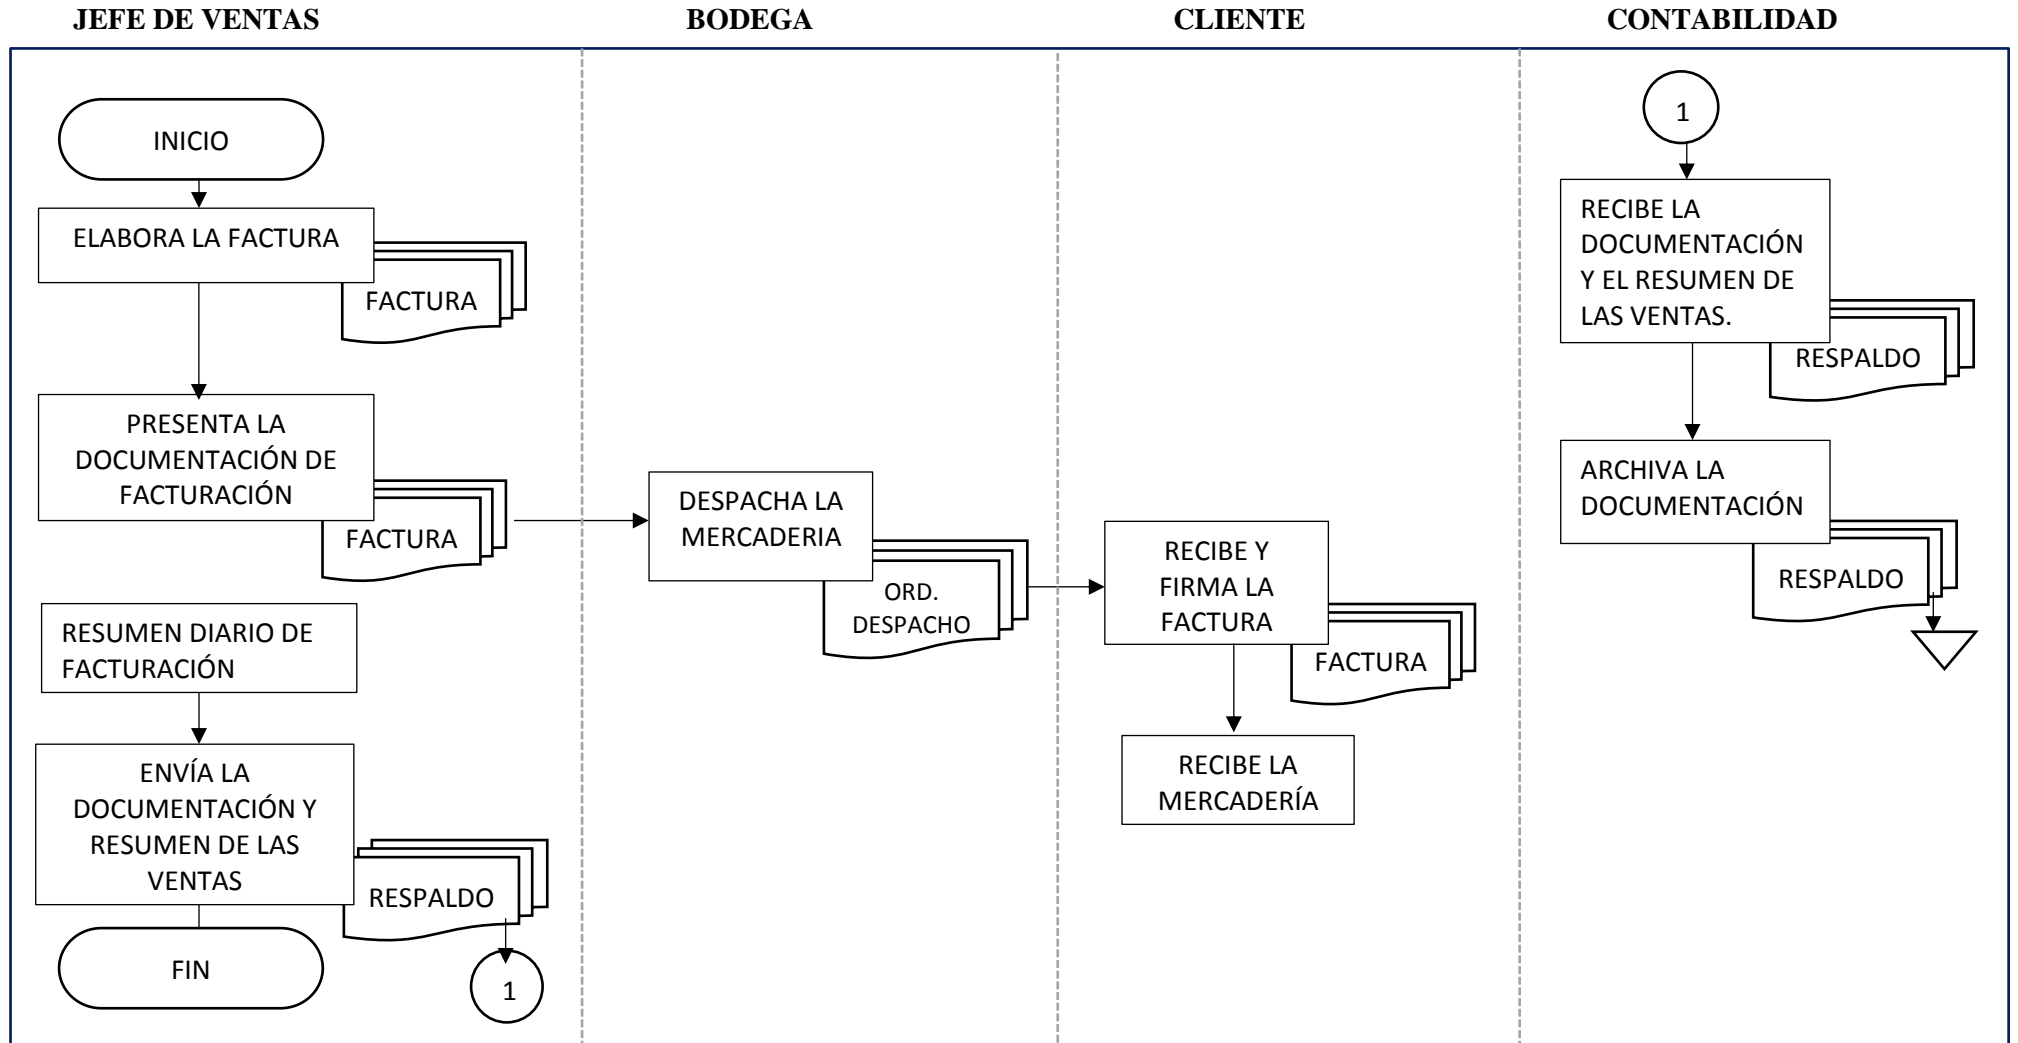 JEFE DE VENTAS
BODEGA
CLIENTE
CONTABILIDAD
INICIO
ELABORA LA FACTURA
FACTURA
PRESENTA LA
DOCUMENTACIÓN DE
FACTURACIÓN
FACTURA
RESUMEN DIARIO DE
FACTURACIÓN
ENVÍA LA
DOCUMENTACIÓN Y
RESUMEN DE LAS
VENTAS
RESPALDO
FIN
1
DESPACHA LA
MERCADERIA
ORD.
DESPACHO
RECIBE Y
FIRMA LA
FACTURA
FACTURA
RECIBE LA
MERCADERÍA
1
RECIBE LA
DOCUMENTACIÓN
Y EL RESUMEN DE
LAS VENTAS.
RESPALDO
ARCHIVA LA
DOCUMENTACIÓN
RESPALDO